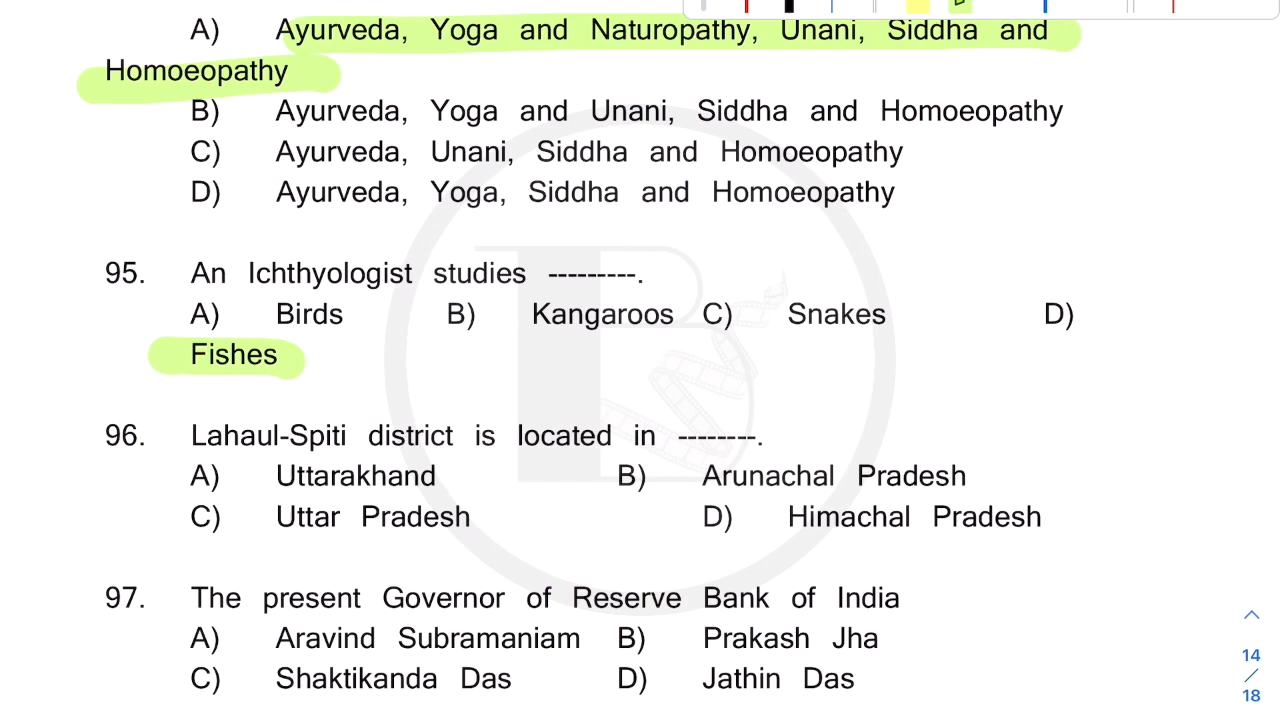 A) Ayurveda, Yoga and Naturopathy, Unani, Siddha and
Homoeopathy
B) Ayurveda, Yoga and Unani, Siddha and Homoeopathy
C) Ayurveda, Unani, Siddha and Homoeopathy
D) Ayurveda, Yoga, Siddha and Homoeopathy
95. An Ichthyologist studies ---------.
A) Birds B) Kangaroos C) Snakes D)
Fishes
96. Lahaul-Spiti district is located in --------.
A) Uttarakhand B) Arunachal Pradesh
C) Uttar Pradesh D) Himachal Pradesh
97. The present Governor of Reserve Bank of India
A) Aravind Subramaniam B) Prakash Jha
C) Shaktikanda Das D) Jathin Das
14
/
18